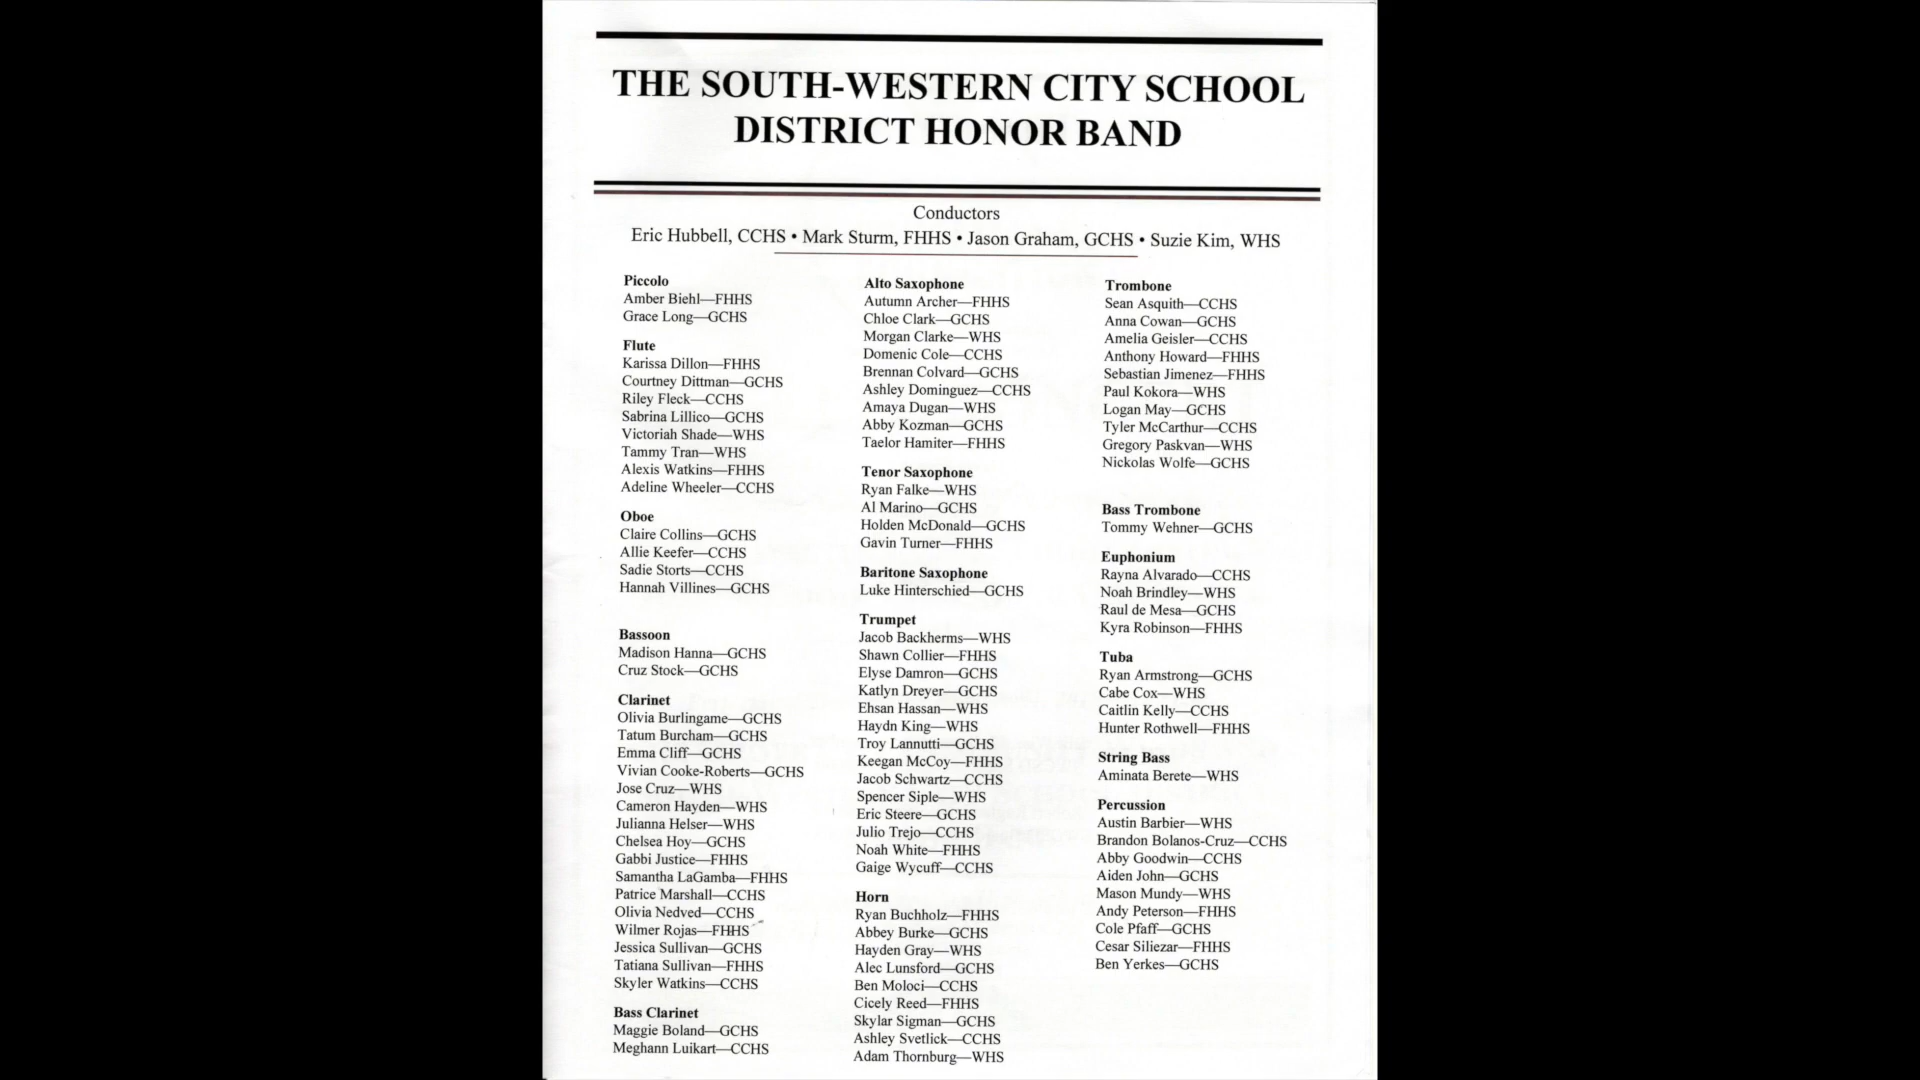 THE SOUTH-WESTERN CITY SCHOOL
DISTRICT HONOR BAND
Conductors
Eric Hubbell, CCHS • Mark Sturm, FHHS • Jason Graham, GCHS • Suzie Kim, WHS
Piccolo
Amber Biehl—FHHS
Grace Long—GCHS
Flute
Karissa Dillon—FHHS
Courtney Dittman—GCHS
Riley Fleck—CCHS
Sabrina Lillico—GCHS
Victoriah Shade—WHS
Tammy Tran—WHS
Alexis Watkins—FHHS
Adeline Wheeler—CCHS
Oboe
Claire Collins—GCHS
Allie Keefer—CCHS
Sadie Storts—CCHS
Hannah Villines—GCHS
Bassoon
Madison Hanna—GCHS
Cruz Stock—GCHS
Clarinet
Olivia Burlingame—GCHS
Tatum Burcham—GCHS
Emma Cliff—GCHS
Vivian Cooke-Roberts—GCHS
Jose Cruz—WHS
Cameron Hayden—WHS
Julianna Helser—WHS
Chelsea Hoy—GCHS
Gabbi Justice—FHHS
Samantha LaGamba—FHHS
Patrice Marshall—CCHS
Olivia Nedved—CCHS
Wilmer Rojas—FHHS
Jessica Sullivan—GCHS
Tatiana Sullivan—FHHS
Skyler Watkins—CCHS
Bass Clarinet
Maggie Boland—GCHS
Meghann Luikart—CCHS
Alto Saxophone
Autumn Archer—FHHS
Chloe Clark—GCHS
Morgan Clarke—WHS
Domenic Cole—CCHS
Brennan Colvard—GCHS
Ashley Dominguez—CCHS
Amaya Dugan—WHS
Abby Kozman—GCHS
Taelor Hamiter—FHHS
Tenor Saxophone
Ryan Falke—WHS
Al Marino—GCHS
Holden McDonald—GCHS
Gavin Turner—FHHS
Baritone Saxophone
Luke Hinterschied—GCHS
Trumpet
Jacob Backherms—WHS
Shawn Collier—FHHS
Elyse Damron—GCHS
Katlyn Dreyer—GCHS
Ehsan Hassan—WHS
Haydn King—WHS
Troy Lannutti—GCHS
Keegan McCoy—FHHS
Jacob Schwartz—CCHS
Spencer Siple—WHS
Eric Steere—GCHS
Julio Trejo—CCHS
Noah White—FHHS
Gaige Wycuff—CCHS
Horn
Ryan Buchholz—FHHS
Abbey Burke—GCHS
Hayden Gray—WHS
Alec Lunsford—GCHS
Ben Moloci—CCHS
Cicely Reed—FHHS
Skylar Sigman—GCHS
Ashley Svetlick—CCHS
Adam Thornburg—WHS
Trombone
Sean Asquith—CCHS
Anna Cowan—GCHS
Amelia Geisler—CCHS
Anthony Howard—FHHS
Sebastian Jimenez—FHHS
Paul Kokora—WHS
Logan May—GCHS
Tyler McCarthur—CCHS
Gregory Paskvan—WHS
Nickolas Wolfe—GCHS
Bass Trombone
Tommy Wehner—GCHS
Euphonium
Rayna Alvarado—CCHS
Noah Brindley—WHS
Raul de Mesa—GCHS
Kyra Robinson—FHHS
Tuba
Ryan Armstrong—GCHS
Cabe Cox—WHS
Caitlin Kelly—CCHS
Hunter Rothwell—FHHS
String Bass
Aminata Berete—WHS
Percussion
Austin Barbier—WHS
Brandon Bolanos-Cruz—CCHS
Abby Goodwin—CCHS
Aiden John—GCHS
Mason Mundy—WHS
Andy Peterson—FHHS
Cole Pfaff—GCHS
Cesar Siliezar—FHHS
Ben Yerkes—GCHS